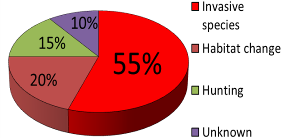 10%
15%
20%
55%
Invasive
species
Habitat change
Hunting
Unknown